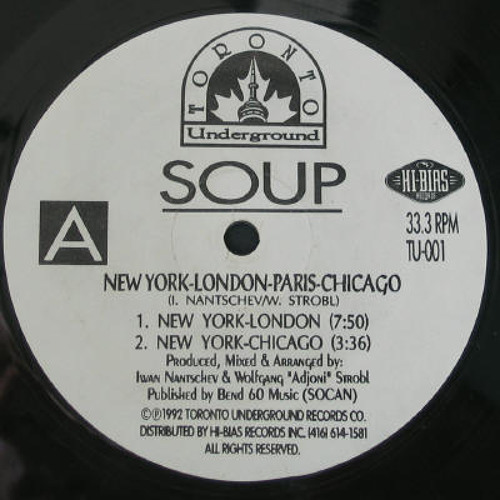 TORONTO
Underground
SOUP
HI-BIAS
A
33.3 RPM
TU-001
NEW YORK-LONDON-PARIS-CHICAGO
(I. NANTSCHEV/W. STROBL)
1. NEW YORK-LONDON (7:50)
2. NEW YORK-CHICAGO (3:36)
Produced, Mixed & Arranged by:
Iwan Nantschev & Wolfgang "Adjoni" Strobl
Published by Bend 60 Music (SOCAN)
©℗1992 TORONTO UNDERGROUND RECORDS CO.
DISTRIBUTED BY HI-BIAS RECORDS INC. (416) 614-1581
ALL RIGHTS RESERVED.